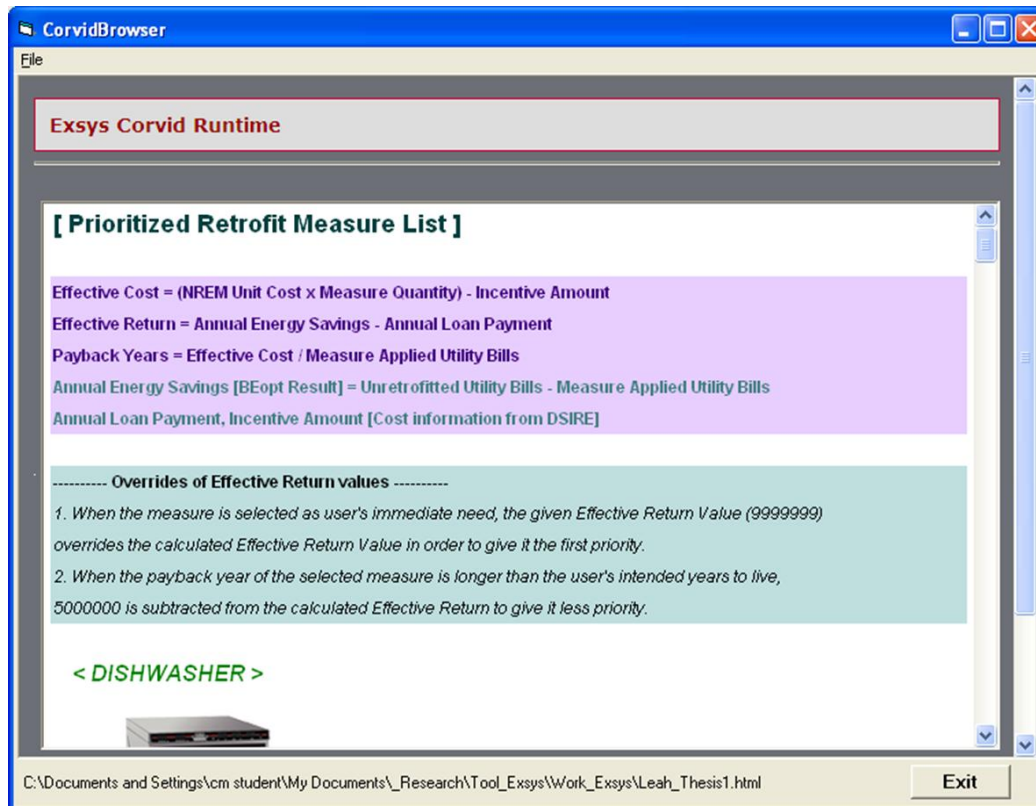 CorvidBrowser
File
Exsys Corvid Runtime
[ Prioritized Retrofit Measure List ]
Effective Cost = (NREM Unit Cost x Measure Quantity) - Incentive Amount
Effective Return = Annual Energy Savings - Annual Loan Payment
Payback Years = Effective Cost / Measure Applied Utility Bills
Annual Energy Savings [BEopt Result] = Unretrofitted Utility Bills - Measure Applied Utility Bills
Annual Loan Payment, Incentive Amount [Cost information from DSIRE]
---------- Overrides of Effective Return values ----------
1. When the measure is selected as user's immediate need, the given Effective Return Value (9999999)
overrides the calculated Effective Return Value in order to give it the first priority.
2. When the payback year of the selected measure is longer than the user's intended years to live,
5000000 is subtracted from the calculated Effective Return to give it less priority.
< DISHWASHER >
C:\Documents and Settings\cm student\My Documents\_Research\Tool_Exsys\Work_Exsys\Leah_Thesis1.html
Exit